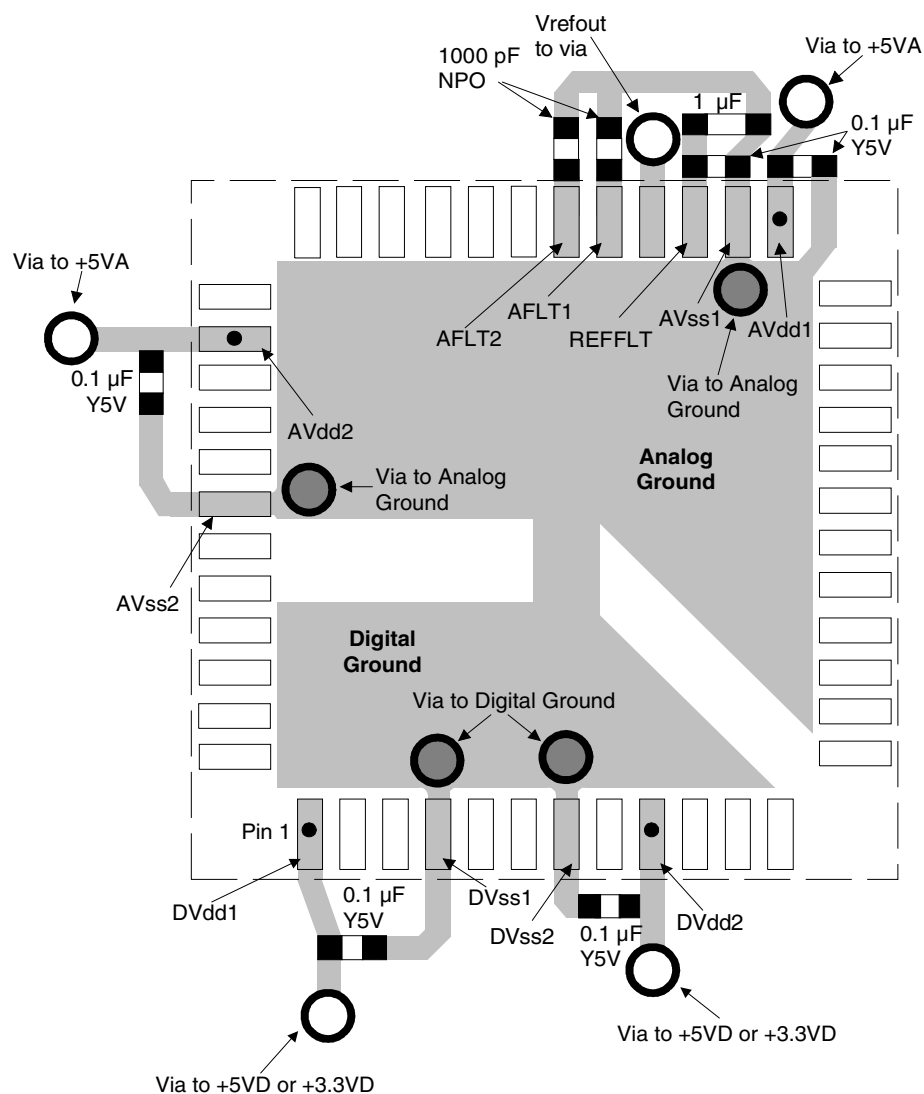 Vrefout
to via
Via to +5VA
1000 pF
NPO
1 µF
0.1 µF
Y5V
Via to +5VA
AFLT2
AFLT1
REFFLT
AVss1
AVdd1
0.1 µF
Y5V
Via to Analog
Ground
AVdd2
Analog
Ground
Via to Analog
Ground
AVss2
Digital
Ground
Via to Digital Ground
Pin 1
DVdd1
0.1 µF
Y5V
DVss1
DVss2
0.1 µF
Y5V
DVdd2
Via to +5VD or +3.3VD
Via to +5VD or +3.3VD